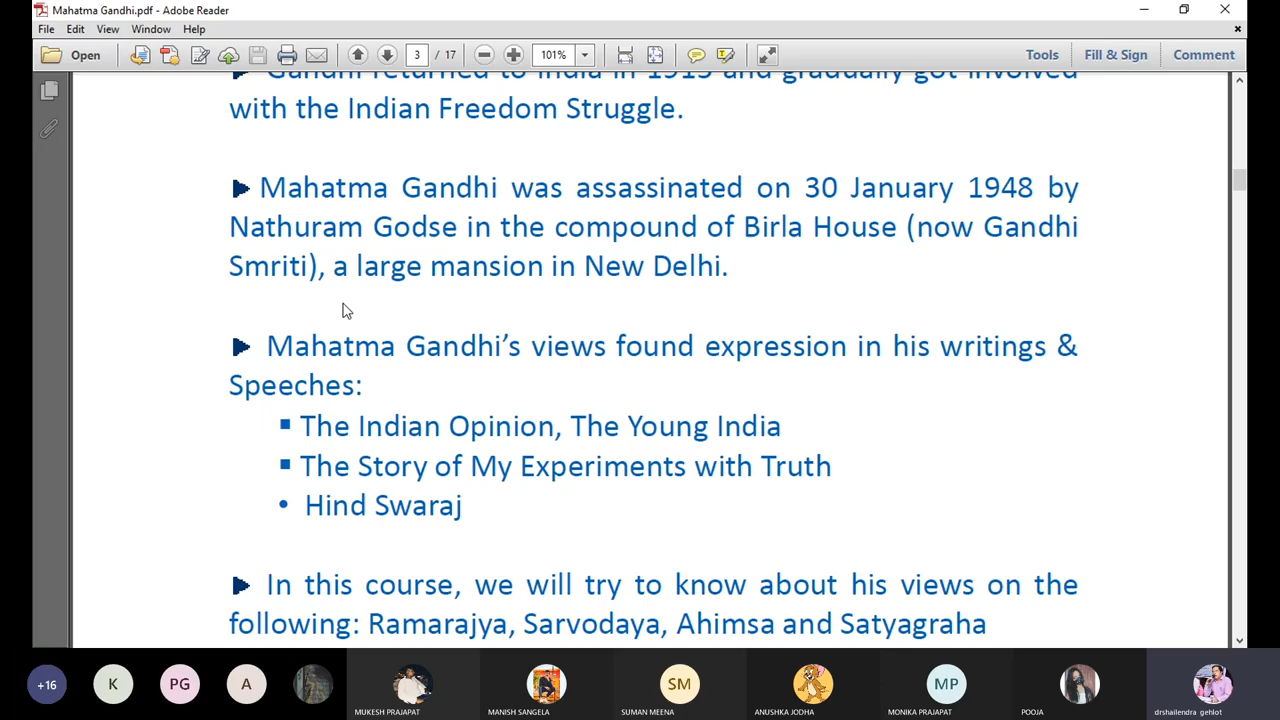 Mahatma Gandhi.pdf - Adobe Reader
File Edit View Window Help
Open 3 / 17 101% Tools Fill & Sign Comment
Gandhi returned to India in 1915 and gradually got involved
with the Indian Freedom Struggle.
Mahatma Gandhi was assassinated on 30 January 1948 by
Nathuram Godse in the compound of Birla House (now Gandhi
Smriti), a large mansion in New Delhi.
Mahatma Gandhi’s views found expression in his writings &
Speeches:
The Indian Opinion, The Young India
The Story of My Experiments with Truth
Hind Swaraj
In this course, we will try to know about his views on the
following: Ramarajya, Sarvodaya, Ahimsa and Satyagraha
+16 K PG A SM MP
MUKESH PRAJAPAT MANISH SANGELA SUMAN MEENA ANUSHKA JODHA MONIKA PRAJAPAT POOJA drshailendra gehlot